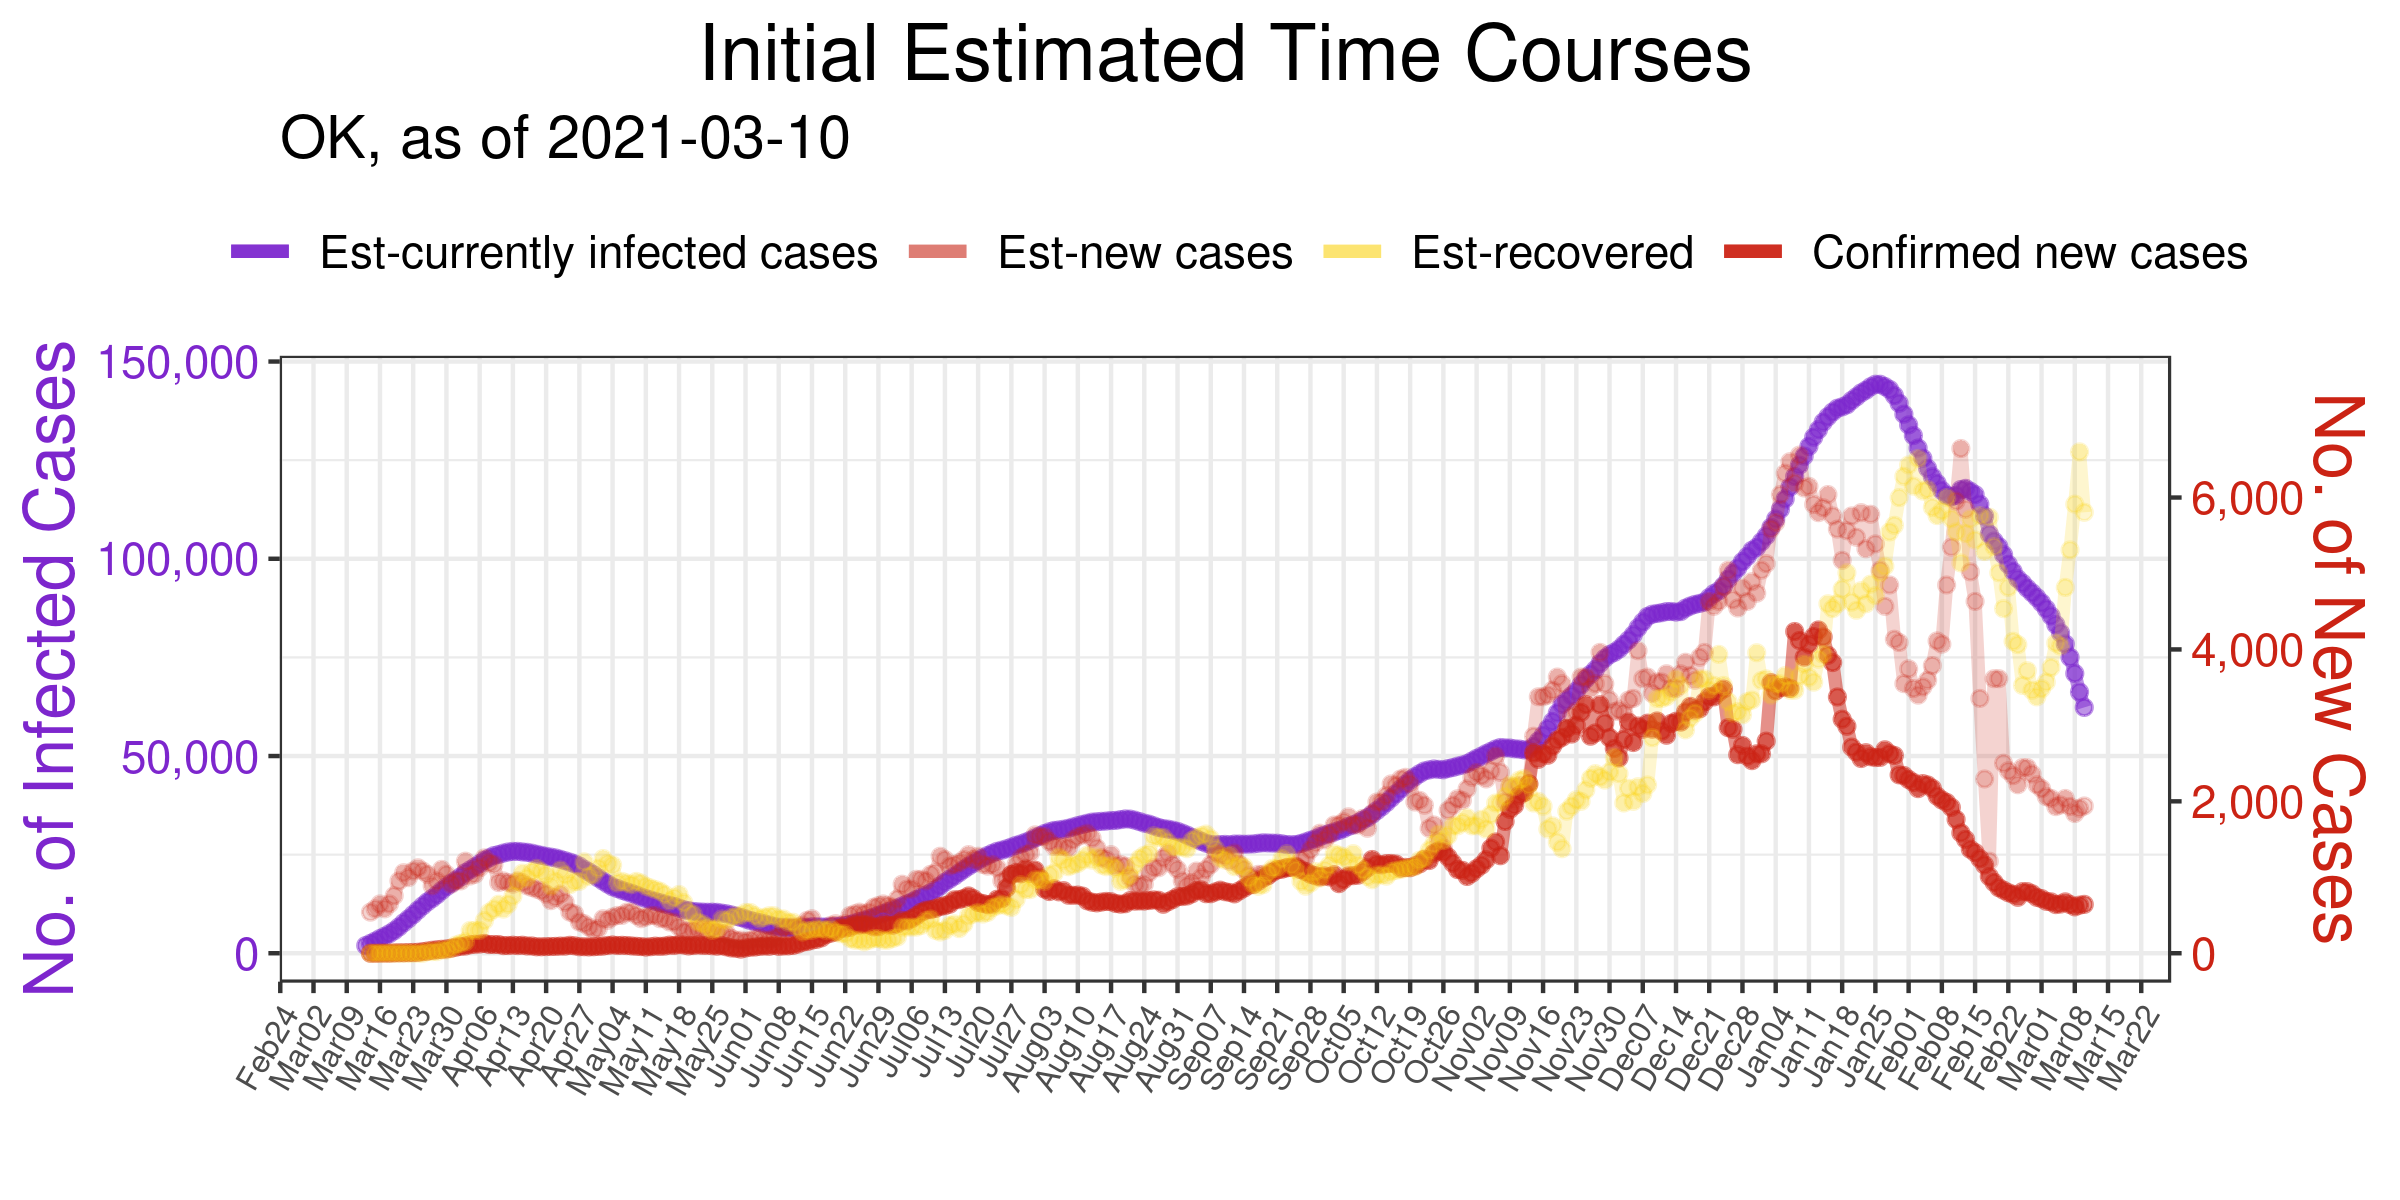 Initial Estimated Time Courses
OK, as of 2021-03-10
Est-currently infected cases Est-new cases Est-recovered Confirmed new cases
No. of Infected Cases
150,000
100,000
50,000
0
6,000
4,000
2,000
0
No. of New Cases
Feb24 Mar02 Mar09 Mar16 Mar23 Mar30 Apr06 Apr13 Apr20 Apr27 May04 May11 May18 May25 Jun01 Jun08 Jun15 Jun22 Jun29 Jul06 Jul13 Jul20 Jul27 Aug03 Aug10 Aug17 Aug24 Aug31 Sep07 Sep14 Sep21 Sep28 Oct05 Oct12 Oct19 Oct26 Nov02 Nov09 Nov16 Nov23 Nov30 Dec07 Dec14 Dec21 Dec28 Jan04 Jan11 Jan18 Jan25 Feb01 Feb08 Feb15 Feb22 Mar01 Mar08 Mar15 Mar22